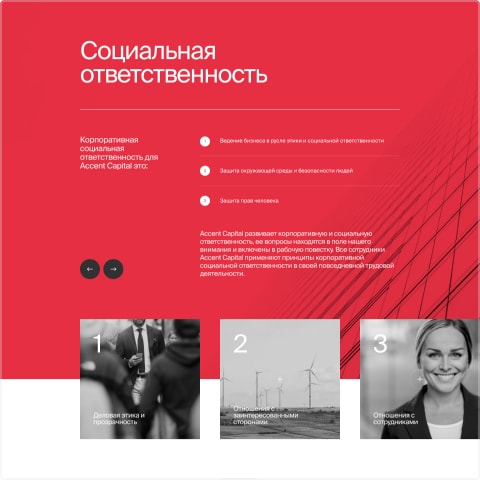 Социальная
ответственность
Корпоративная
социальная
ответственность для
Accent Capital это:
Ведение бизнеса в русле этики и социальной ответственности
Защита окружающей среды и безопасности людей
Защита прав человека
Accent Capital развивает корпоративную и социальную
ответственность, ее вопросы находятся в поле нашего
внимания и включены в рабочую повестку. Все сотрудники
Accent Capital применяют принципы корпоративной
социальной ответственности в своей повседневной трудовой
деятельности.
1
Деловая этика и
прозрачность
2
Отношения с
заинтересованными
сторонами
3
Отношения с
сотрудниками